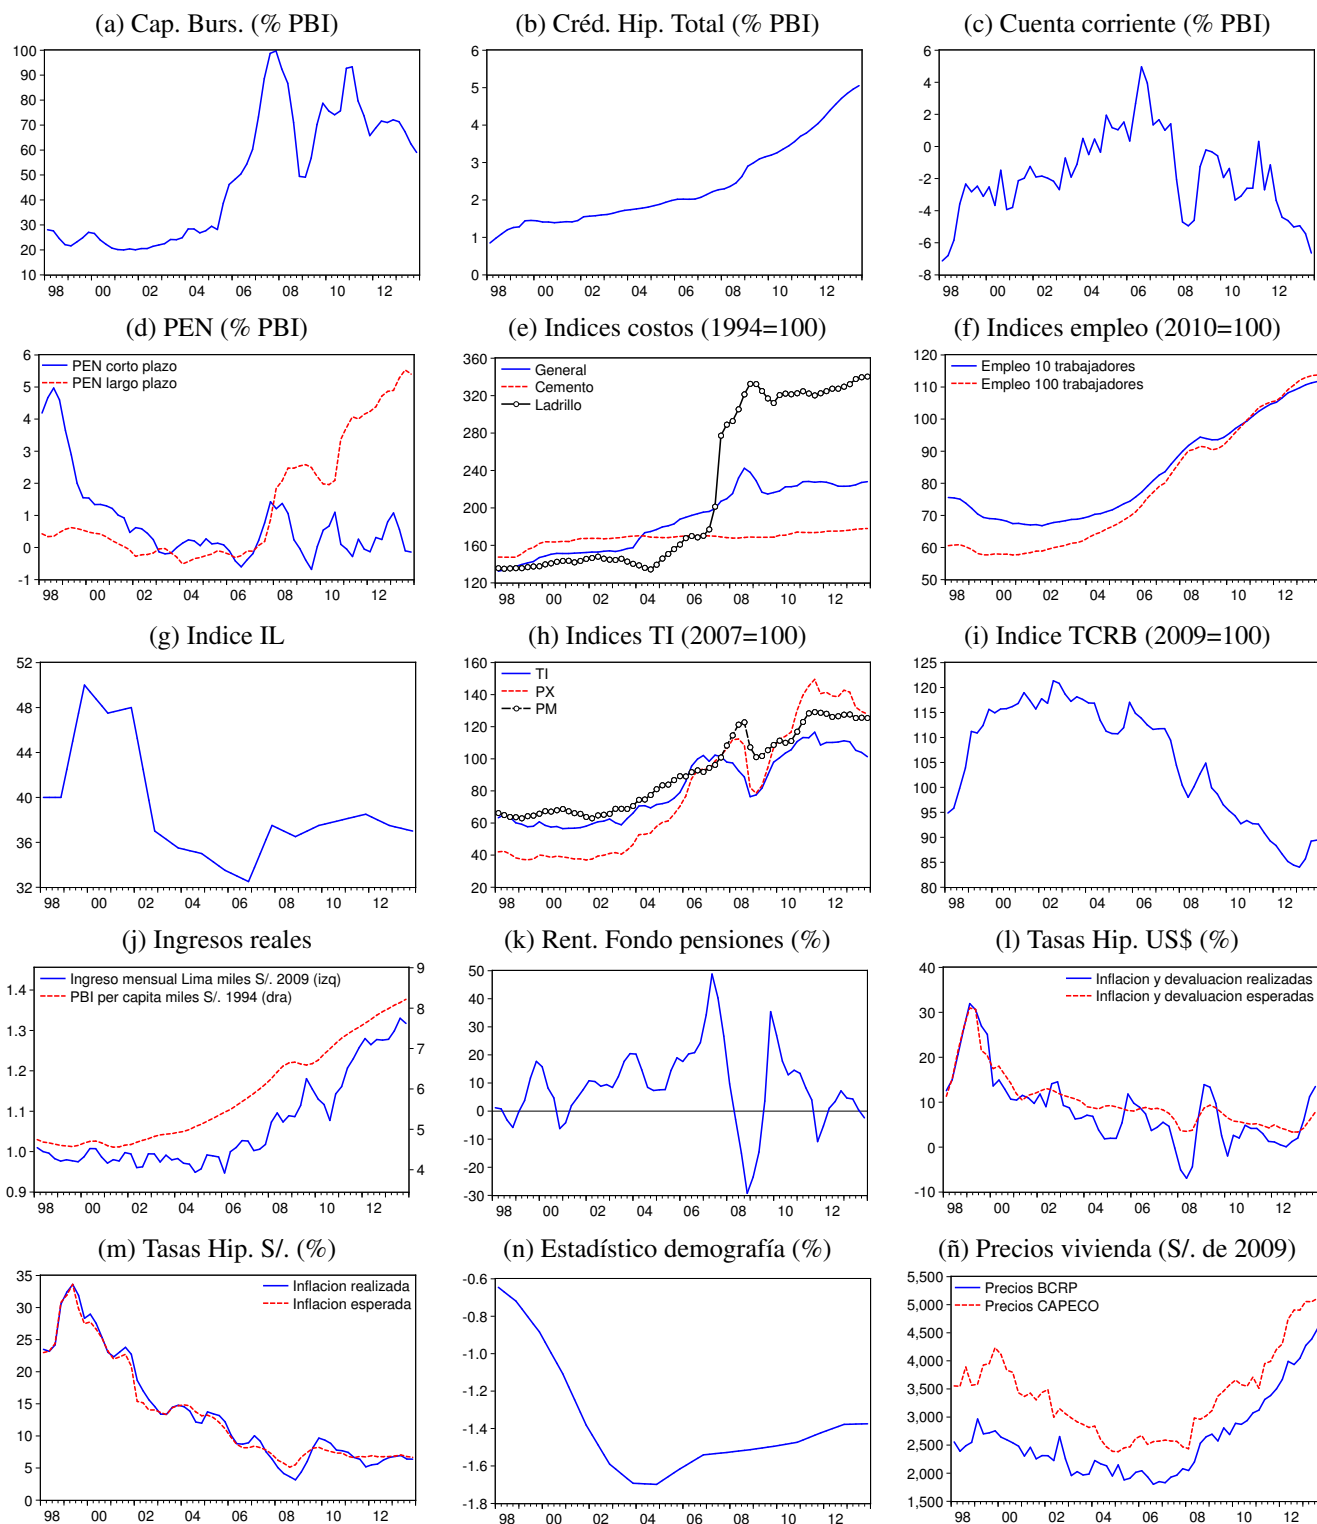 (a) Cap. Burs. (% PBI)
100
90
80
70
60
50
40
30
20
10
98 00 02 04 06 08 10 12
(b) Créd. Hip. Total (% PBI)
6
5
4
3
2
1
0
98 00 02 04 06 08 10 12
(c) Cuenta corriente (% PBI)
6
4
2
0
-2
-4
-6
-8
98 00 02 04 06 08 10 12
(d) PEN (% PBI)
6
5
4
3
2
1
0
-1
PEN corto plazo
PEN largo plazo
98 00 02 04 06 08 10 12
(e) Indices costos (1994=100)
360
320
280
240
200
160
120
General
Cemento
Ladrillo
98 00 02 04 06 08 10 12
(f) Indices empleo (2010=100)
120
110
100
90
80
70
60
50
Empleo 10 trabajadores
Empleo 100 trabajadores
98 00 02 04 06 08 10 12
(g) Indice IL
52
48
44
40
36
32
98 00 02 04 06 08 10 12
(h) Indices TI (2007=100)
160
140
120
100
80
60
40
20
TI
PX
PM
98 00 02 04 06 08 10 12
(i) Indice TCRB (2009=100)
125
120
115
110
105
100
95
90
85
80
98 00 02 04 06 08 10 12
(j) Ingresos reales
1.4
1.3
1.2
1.1
1.0
0.9
Ingreso mensual Lima miles S/. 2009 (izq)
PBI per capita miles S/. 1994 (dra)
9
8
7
6
5
4
98 00 02 04 06 08 10 12
(k) Rent. Fondo pensiones (%)
50
40
30
20
10
0
-10
-20
-30
98 00 02 04 06 08 10 12
(l) Tasas Hip. US$ (%)
40
30
20
10
0
-10
Inflacion y devaluacion realizadas
Inflacion y devaluacion esperadas
98 00 02 04 06 08 10 12
(m) Tasas Hip. S/. (%)
35
30
25
20
15
10
5
0
Inflacion realizada
Inflacion esperada
98 00 02 04 06 08 10 12
(n) Estadístico demografía (%)
-0.6
-0.8
-1.0
-1.2
-1.4
-1.6
-1.8
98 00 02 04 06 08 10 12
(ñ) Precios vivienda (S/. de 2009)
5,500
5,000
4,500
4,000
3,500
3,000
2,500
2,000
1,500
Precios BCRP
Precios CAPECO
98 00 02 04 06 08 10 12